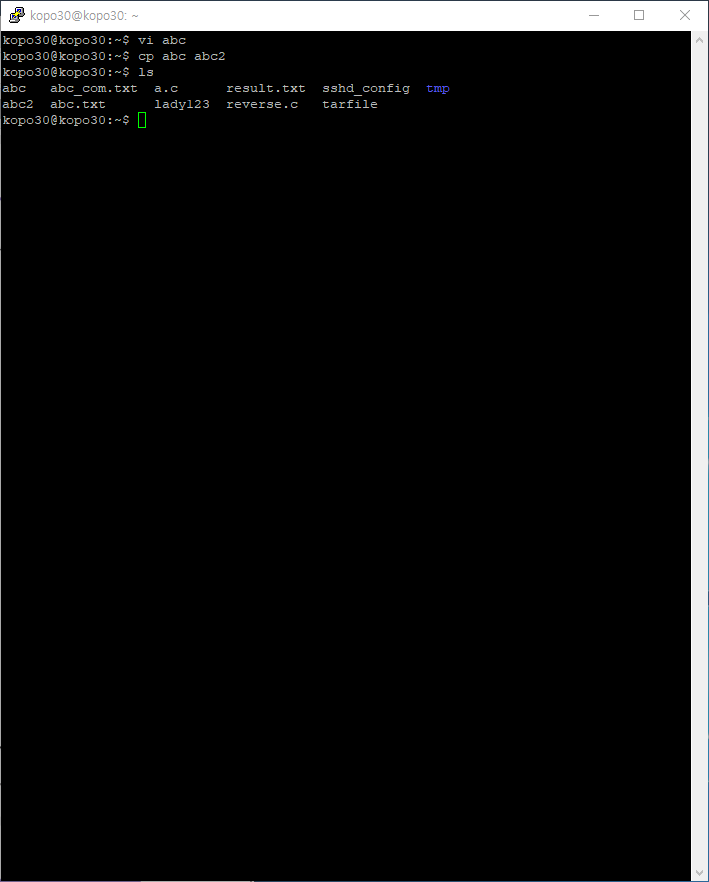 kopo30@kopo30: ~
kopo30@kopo30:~$ vi abc
kopo30@kopo30:~$ cp abc abc2
kopo30@kopo30:~$ ls
abc   abc_com.txt  a.c      result.txt  sshd_config  tmp
abc2  abc.txt      lady123  reverse.c   tarfile
kopo30@kopo30:~$